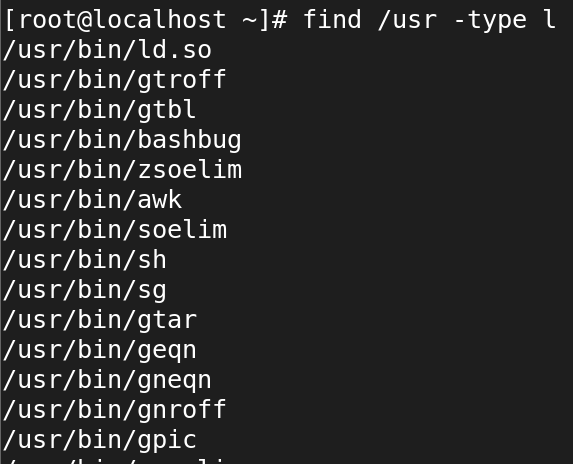 [root@localhost ~]# find /usr -type l
/usr/bin/ld.so
/usr/bin/gtroff
/usr/bin/gtbl
/usr/bin/bashbug
/usr/bin/zsoelim
/usr/bin/awk
/usr/bin/soelim
/usr/bin/sh
/usr/bin/sg
/usr/bin/gtar
/usr/bin/geqn
/usr/bin/gneqn
/usr/bin/gnroff
/usr/bin/gpic